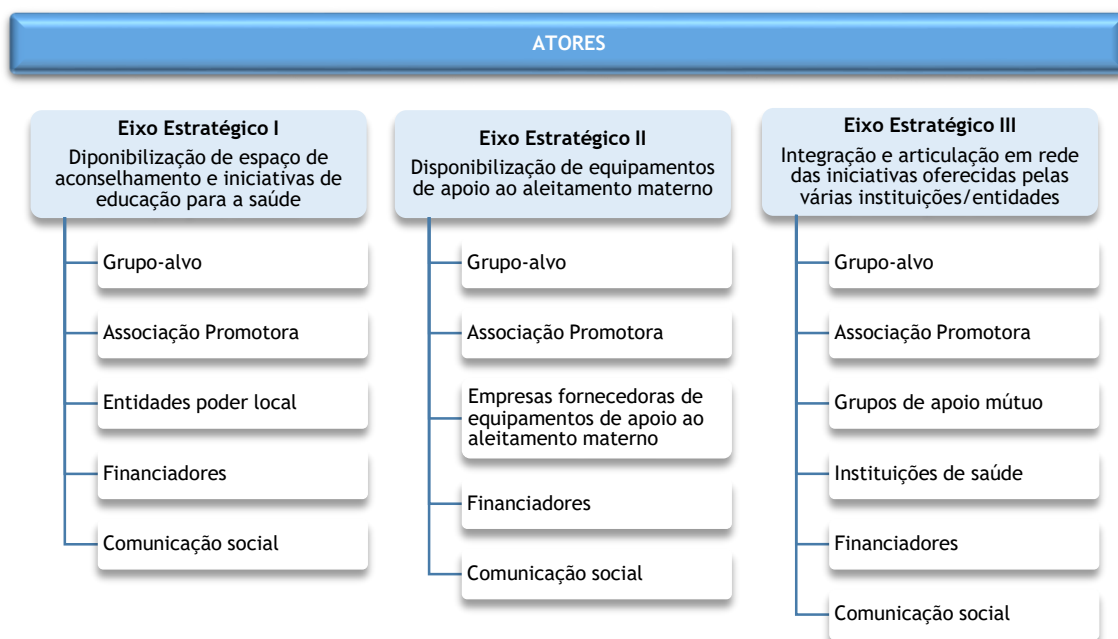 ATORES
Eixo Estratégico I
Diponibilização de espaço de
aconselhamento e iniciativas de
educação para a saúde
Grupo-alvo
Associação Promotora
Entidades poder local
Financiadores
Comunicação social
Eixo Estratégico II
Disponibilização de equipamentos
de apoio ao aleitamento materno
Grupo-alvo
Associação Promotora
Empresas fornecedoras de
equipamentos de apoio ao
aleitamento materno
Financiadores
Comunicação social
Eixo Estratégico III
Integração e articulação em rede
das iniciativas oferecidas pelas
várias instituições/entidades
Grupo-alvo
Associação Promotora
Grupos de apoio mútuo
Instituições de saúde
Financiadores
Comunicação social